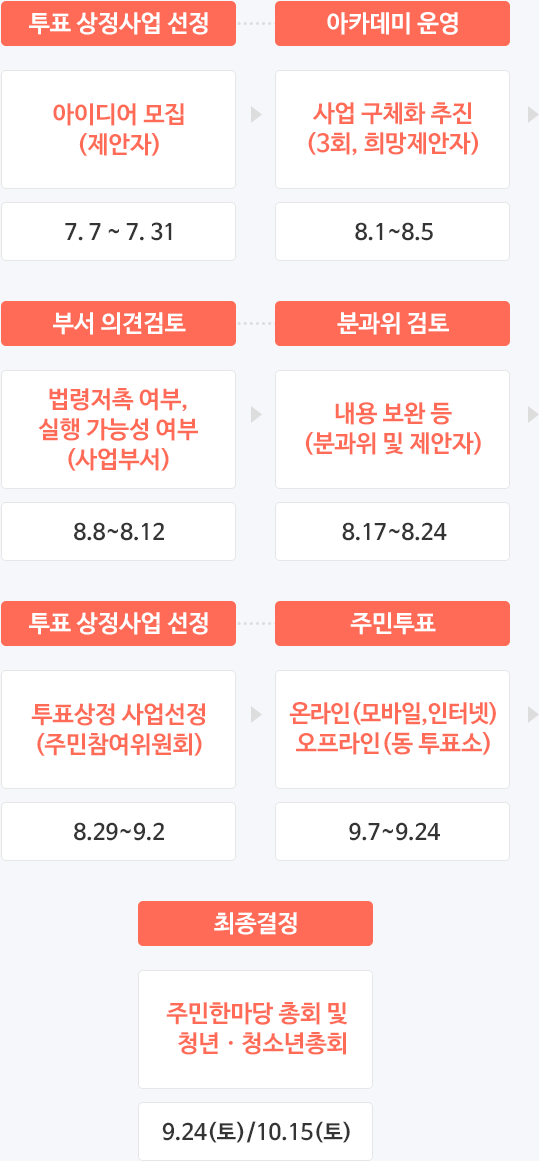 투표 상정사업 선정
아이디어 모집
(제안자)
7. 7 ~ 7. 31
아카데미 운영
사업 구체화 추진
(3회, 희망제안자)
8.1~8.5
부서 의견검토
법령저촉 여부,
실행 가능성 여부
(사업부서)
8.8~8.12
분과위 검토
내용 보완 등
(분과위 및 제안자)
8.17~8.24
투표 상정사업 선정
투표상정 사업선정
(주민참여위원회)
8.29~9.2
주민투표
온라인(모바일,인터넷)
오프라인(동 투표소)
9.7~9.24
최종결정
주민한마당 총회 및
청년 · 청소년총회
9.24(토)/10.15(토)